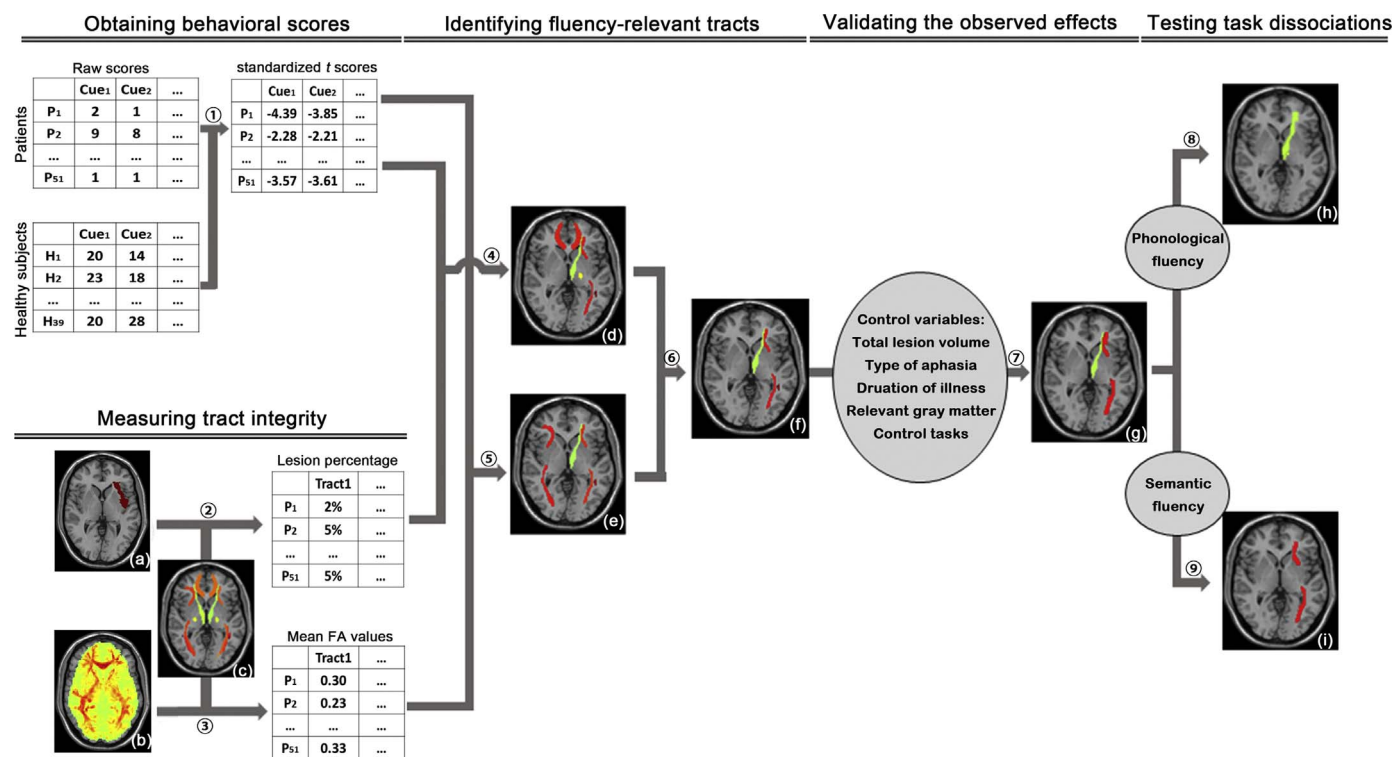 Obtaining behavioral scores
Identifying fluency-relevant tracts
Validating the observed effects
Testing task dissociations
Raw scores
Patients
Cue1 Cue2 ...
P1 2 1 ...
P2 9 8 ...
... ... ... ...
P51 1 1 ...
①
standardized t scores
Cue1 Cue2 ...
P1 -4.39 -3.85 ...
P2 -2.28 -2.21 ...
... ... ... ...
P51 -3.57 -3.61 ...
Healthy subjects
Cue1 Cue2 ...
H1 20 14 ...
H2 23 18 ...
... ... ... ...
H39 20 28 ...
Measuring tract integrity
(a)
(b)
(c)
②
③
Lesion percentage
Tract1 ...
P1 2% ...
P2 5% ...
... ... ...
P51 5% ...
Mean FA values
Tract1 ...
P1 0.30 ...
P2 0.23 ...
... ... ...
P51 0.33 ...
④
(d)
⑤
(e)
⑥
(f)
Control variables:
Total lesion volume
Type of aphasia
Druation of illness
Relevant gray matter
Control tasks
⑦
(g)
⑧
(h)
Phonological
fluency
Semantic
fluency
⑨
(i)